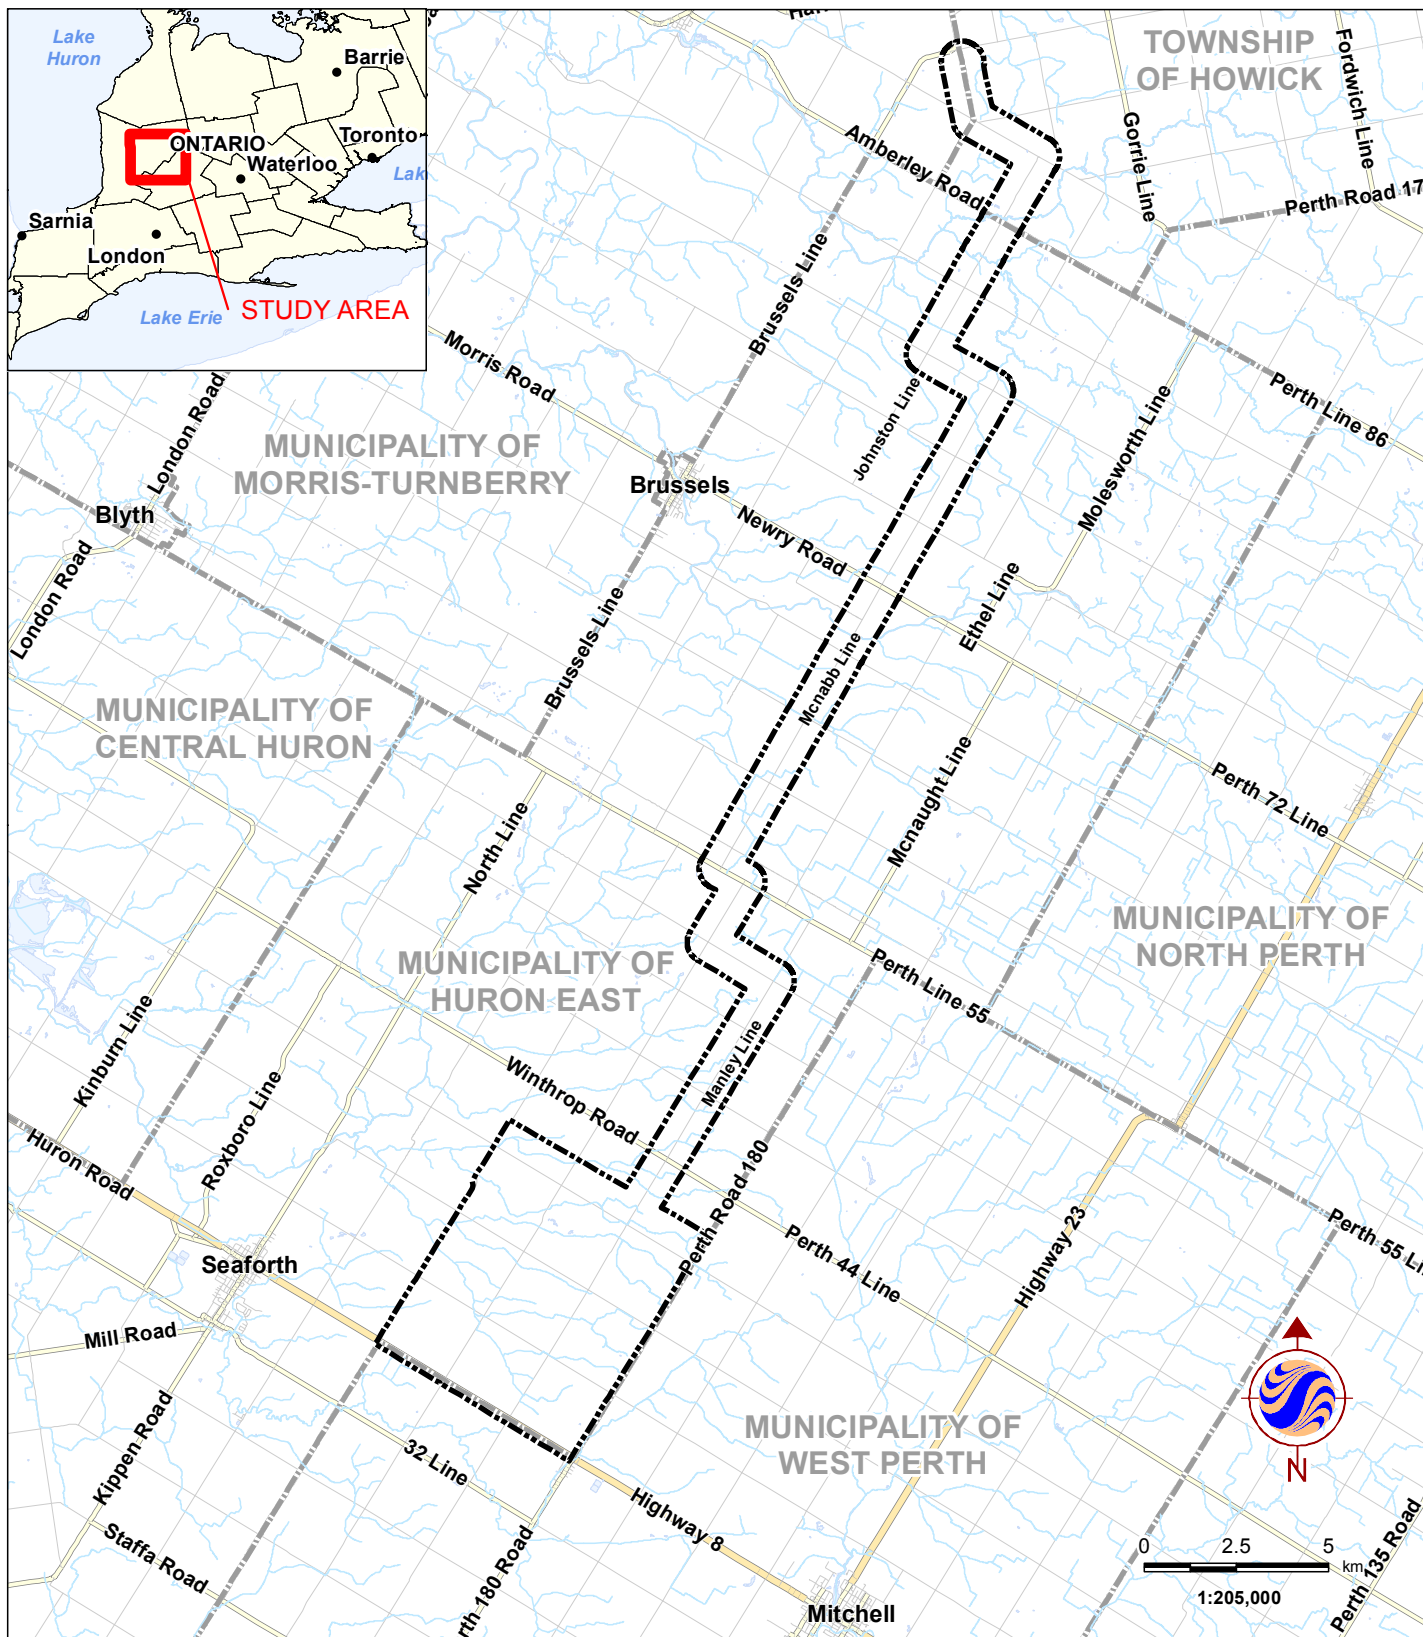 Lake
Huron
Barrie
ONTARIO
Toronto
Waterloo
Lak
Sarnia
London
Lake Erie
STUDY AREA
TOWNSHIP
OF HOWICK
Fordwich Line
Gorrie Line
Amberley Road
Perth Road 17
Brussels Line
Morris Road
Johnston Line
Perth Line 86
London Road
MUNICIPALITY OF
MORRIS-TURNBERRY
Molesworth Line
Brussels
Blyth
Newry Road
London Road
Ethel Line
Brussels Line
Mcnabb Line
MUNICIPALITY OF
CENTRAL HURON
Mcnaught Line
Perth 72 Line
North Line
MUNICIPALITY OF
NORTH PERTH
MUNICIPALITY OF
HURON EAST
Perth Line 55
Kinburn Line
Manley Line
Winthrop Road
Roxboro Line
Huron Road
Perth Road 180
Highway 23
Perth 55 Li
Perth 44 Line
Seaforth
Mill Road
MUNICIPALITY OF
WEST PERTH
Kippen Road
32 Line
N
Highway 8
Staffa Road
rth 180 Road
Perth 135 Road
0 2.5 5
km
1:205,000
Mitchell